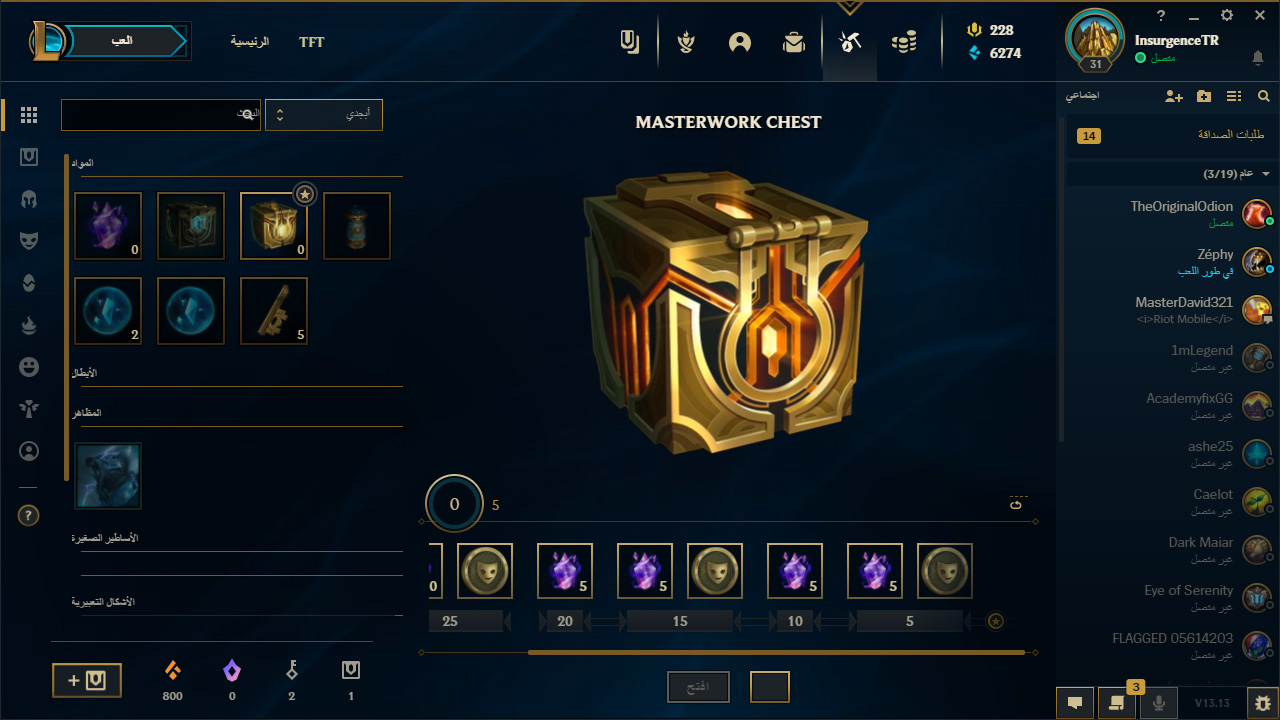 العب
الرئيسية
TFT
228
6274
?
InsurgenceTR
متصل
31
اجتماعي
أبجدي
MASTERWORK CHEST
طلبات الصداقة
14
المواد
عام (3/19)
0
0
2
5
TheOriginalOdion
متصل
Zéphy
في طور اللعب
MasterDavid321
<i>Riot Mobile</i>
1mLegend
غير متصل
AcademyfixGG
غير متصل
ashe25
غير متصل
Caelot
غير متصل
Dark Maiar
غير متصل
Eye of Serenity
غير متصل
FLAGGED 05614203
غير متصل
الأبطال
المظاهر
?
الأساطير الصغيرة
الأشكال التعبيرية
0
5
0
5
5
5
5
25
20
15
10
5
افتح
800
0
2
1
3
V13.13